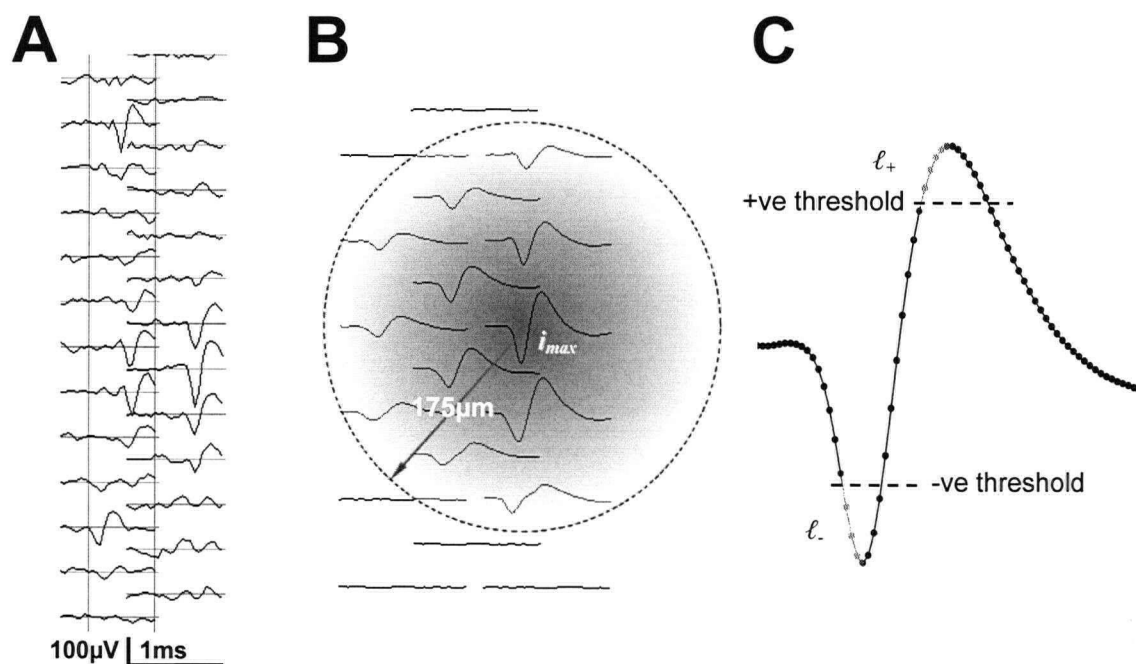 A
100μV
1ms
B
i_max
175μm
C
ℓ+
+ve threshold
-ve threshold
ℓ-